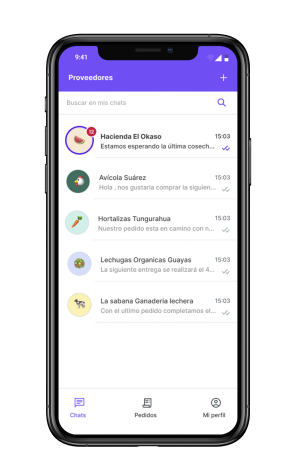 9:41
Proveedores
+
Buscar en mis chats
12
Hacienda El Okaso 15:03
Estamos esperando la última cosech...
Avícola Suárez 15:03
Hola , nos gustaria comprar la siguien...
Hortalizas Tungurahua 15:03
Nuestro pedido esta en camino con n...
Lechugas Organicas Guayas 15:03
La siguiente entrega se realizará el 4...
La sabana Ganaderia lechera 15:03
Con el ultimo pedido completamos el...
Chats Pedidos Mi perfil